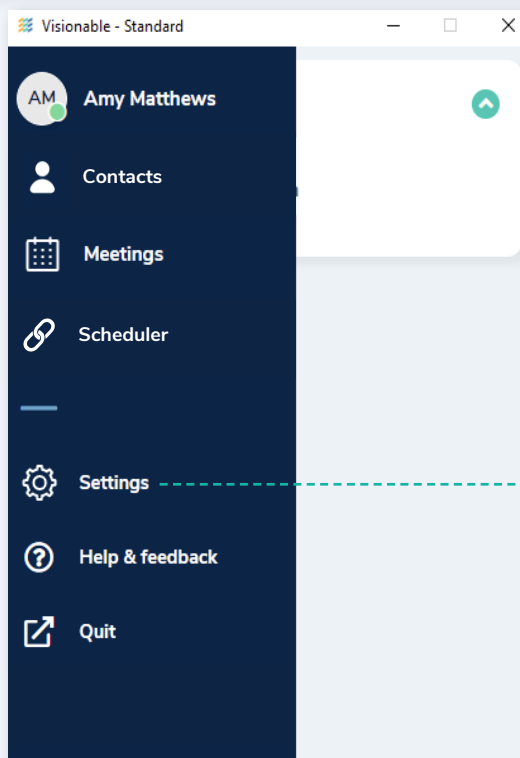 Visionable - Standard
AM Amy Matthews
Contacts
Meetings
Scheduler
Settings
Help & feedback
Quit